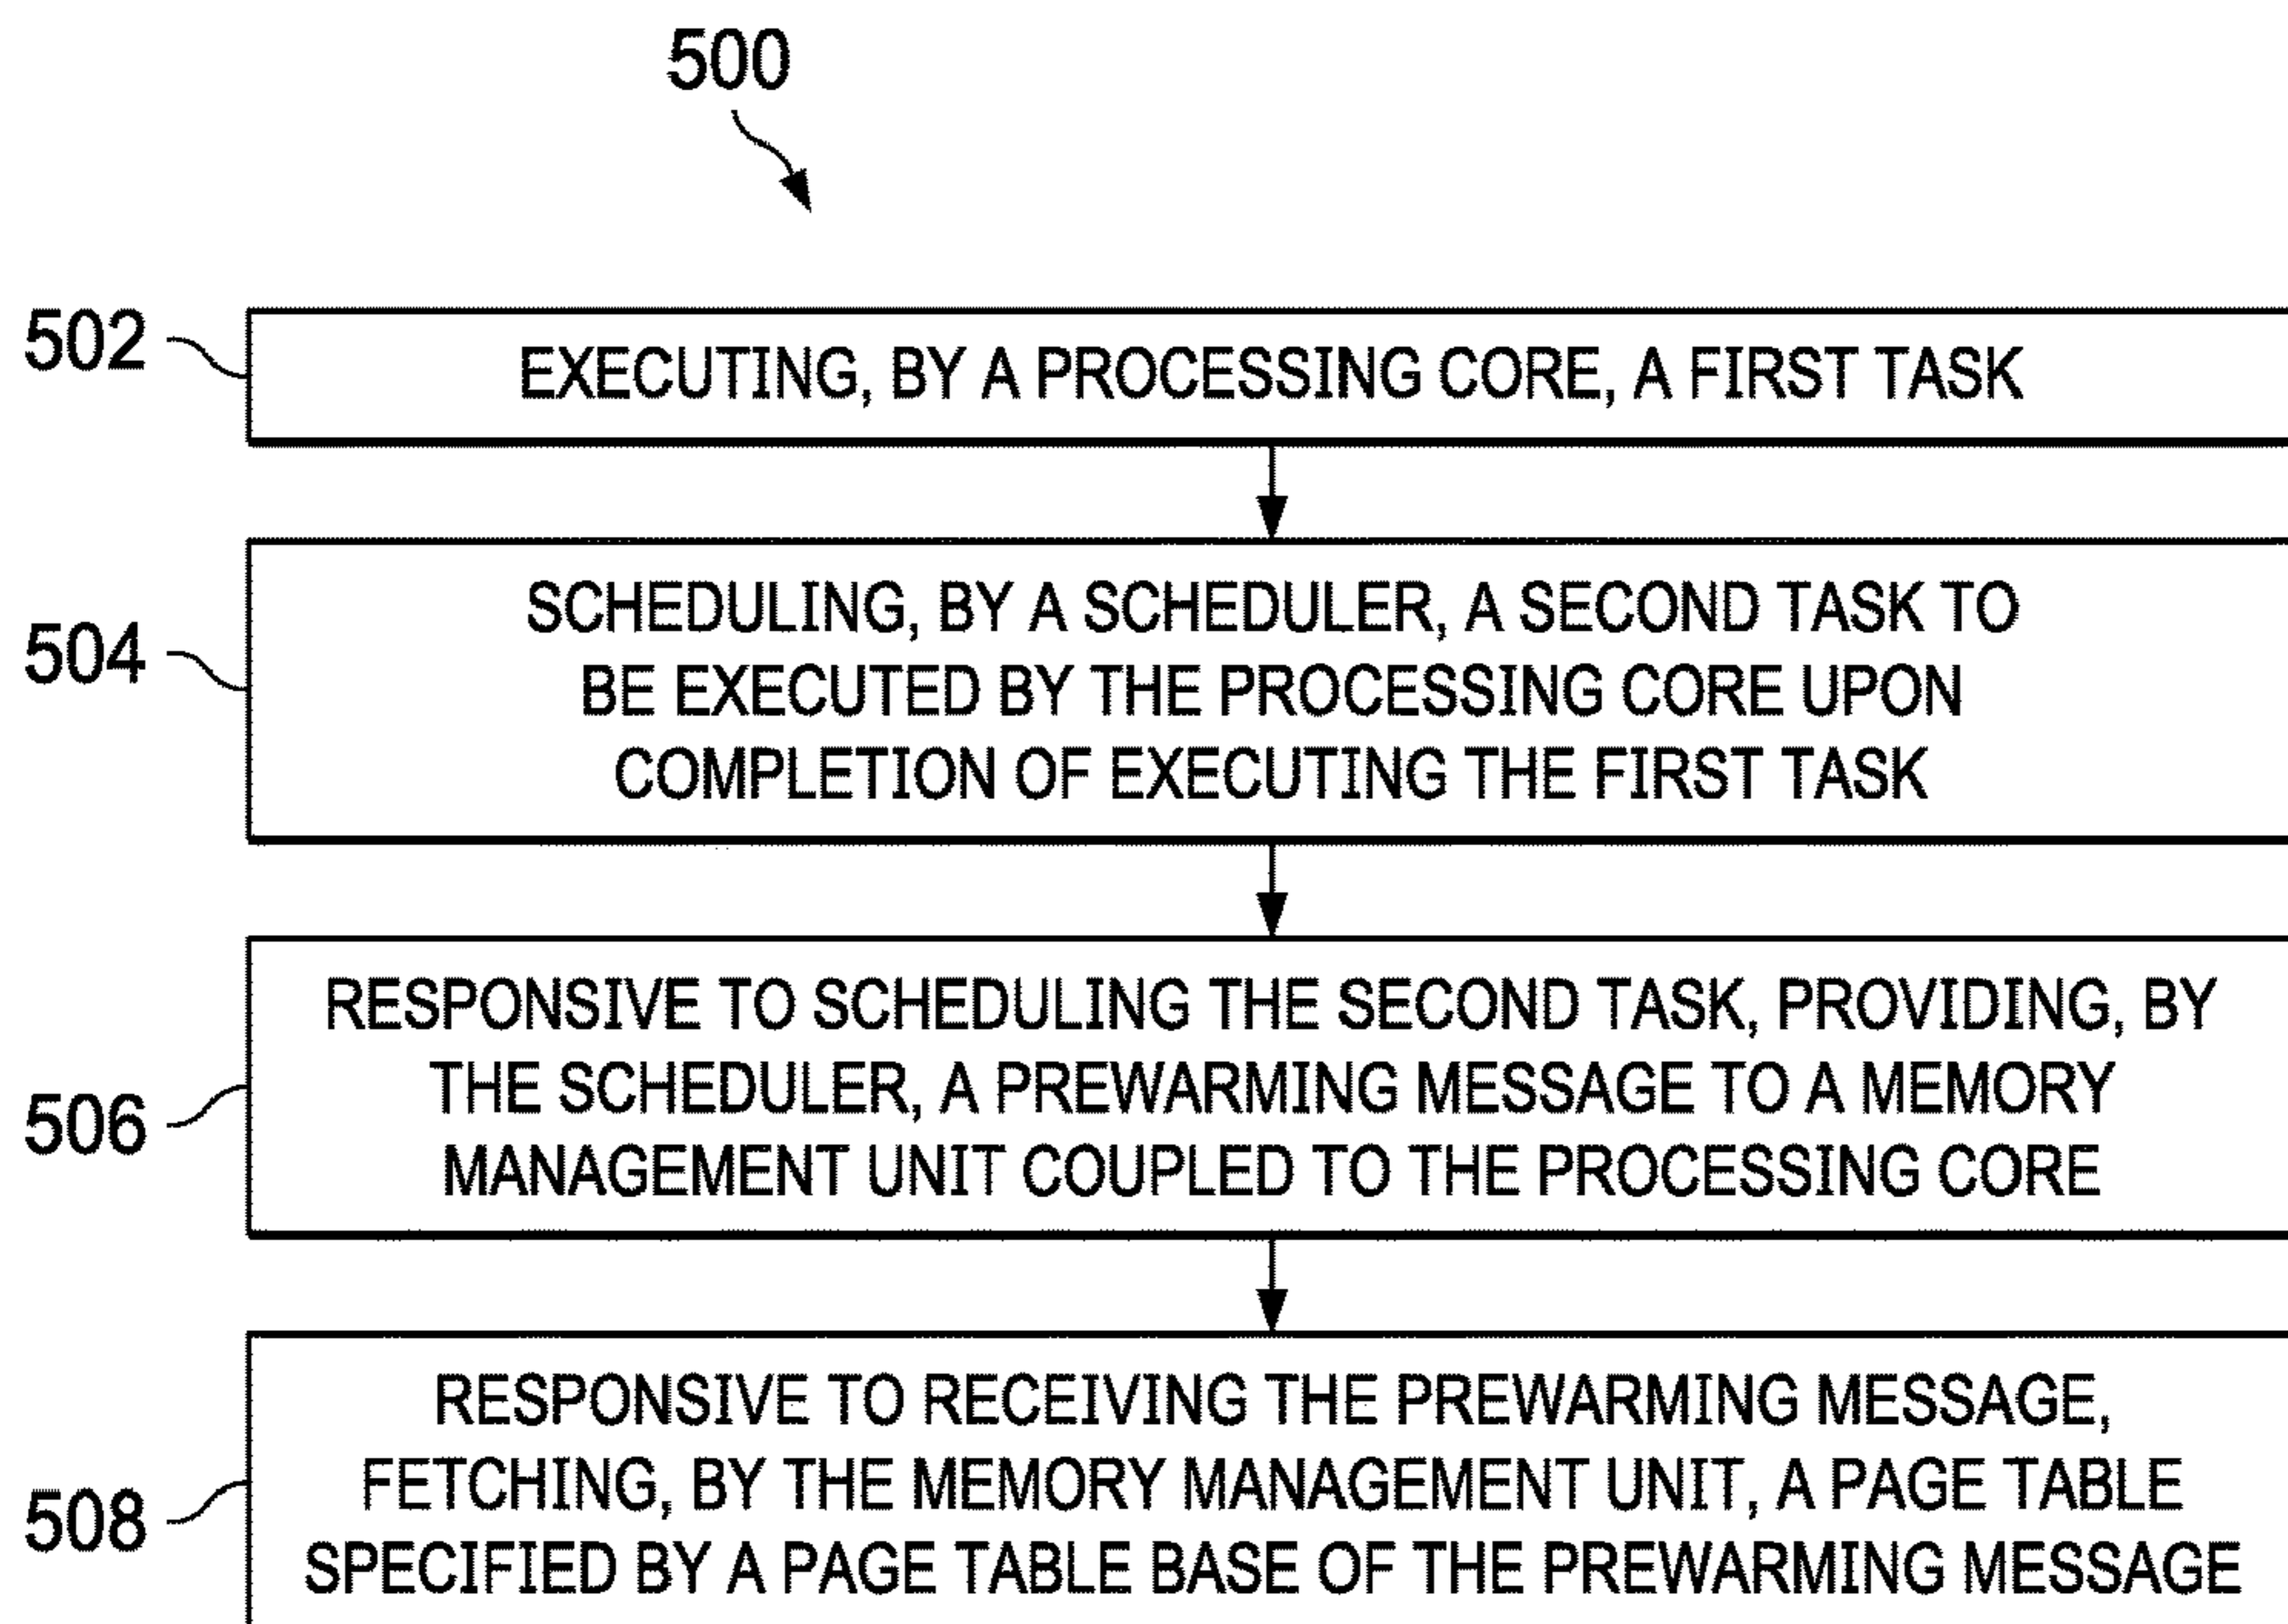 500
502
EXECUTING, BY A PROCESSING CORE, A FIRST TASK
504
SCHEDULING, BY A SCHEDULER, A SECOND TASK TO
BE EXECUTED BY THE PROCESSING CORE UPON
COMPLETION OF EXECUTING THE FIRST TASK
506
RESPONSIVE TO SCHEDULING THE SECOND TASK, PROVIDING, BY
THE SCHEDULER, A PREWARMING MESSAGE TO A MEMORY
MANAGEMENT UNIT COUPLED TO THE PROCESSING CORE
508
RESPONSIVE TO RECEIVING THE PREWARMING MESSAGE,
FETCHING, BY THE MEMORY MANAGEMENT UNIT, A PAGE TABLE
SPECIFIED BY A PAGE TABLE BASE OF THE PREWARMING MESSAGE